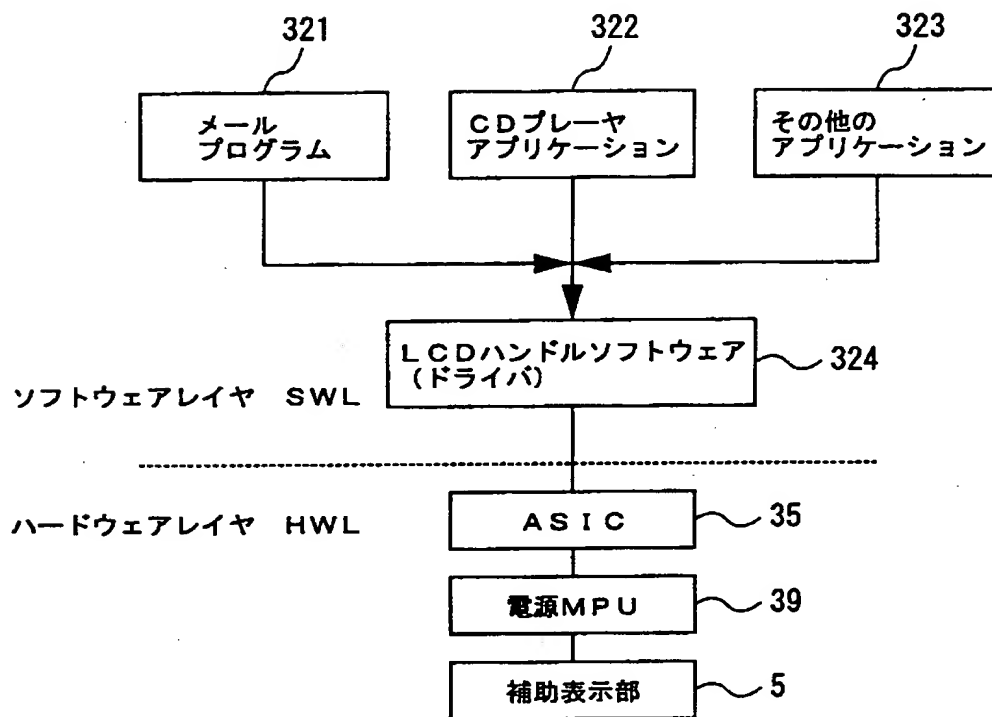 321
322
323
メール
プログラム
ＣＤプレーヤ
アプリケーション
その他の
アプリケーション
ＬＣＤハンドルソフトウェア
（ドライバ）
324
ソフトウェアレイヤ　ＳＷＬ
ハードウェアレイヤ　ＨＷＬ
ＡＳＩＣ
35
電源ＭＰＵ
39
補助表示部
5